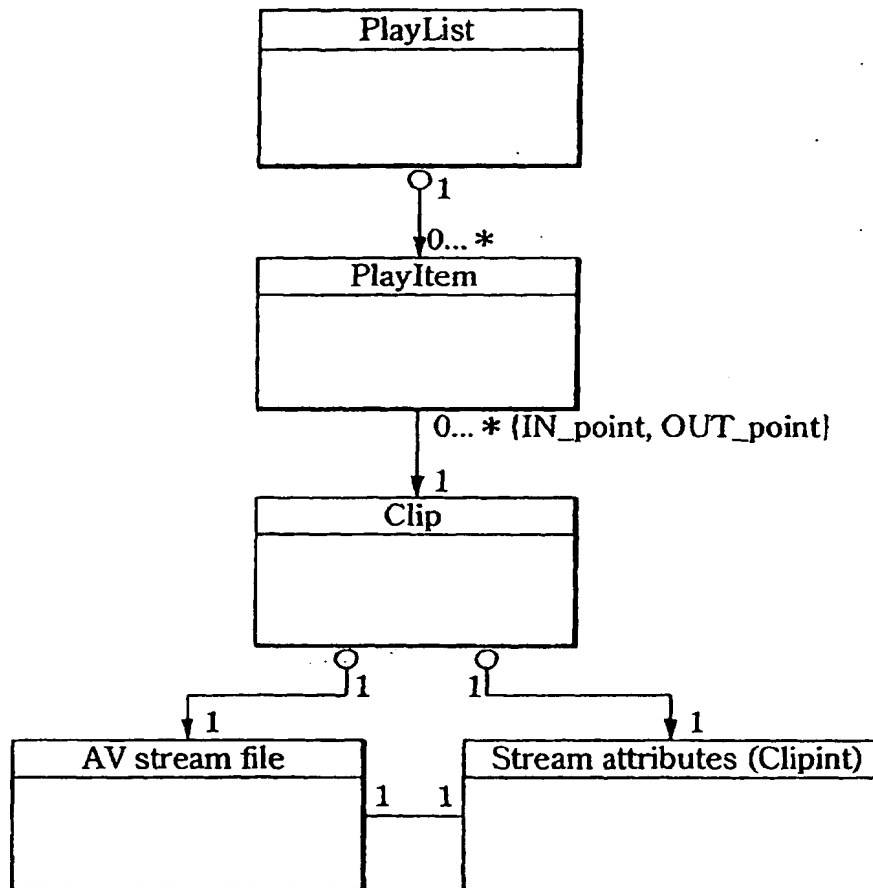 PlayList
1
0... *
PlayItem
0... * {IN_point, OUT_point}
1
Clip
1 1
1 1
AV stream file Stream attributes (Clipint)
1 1